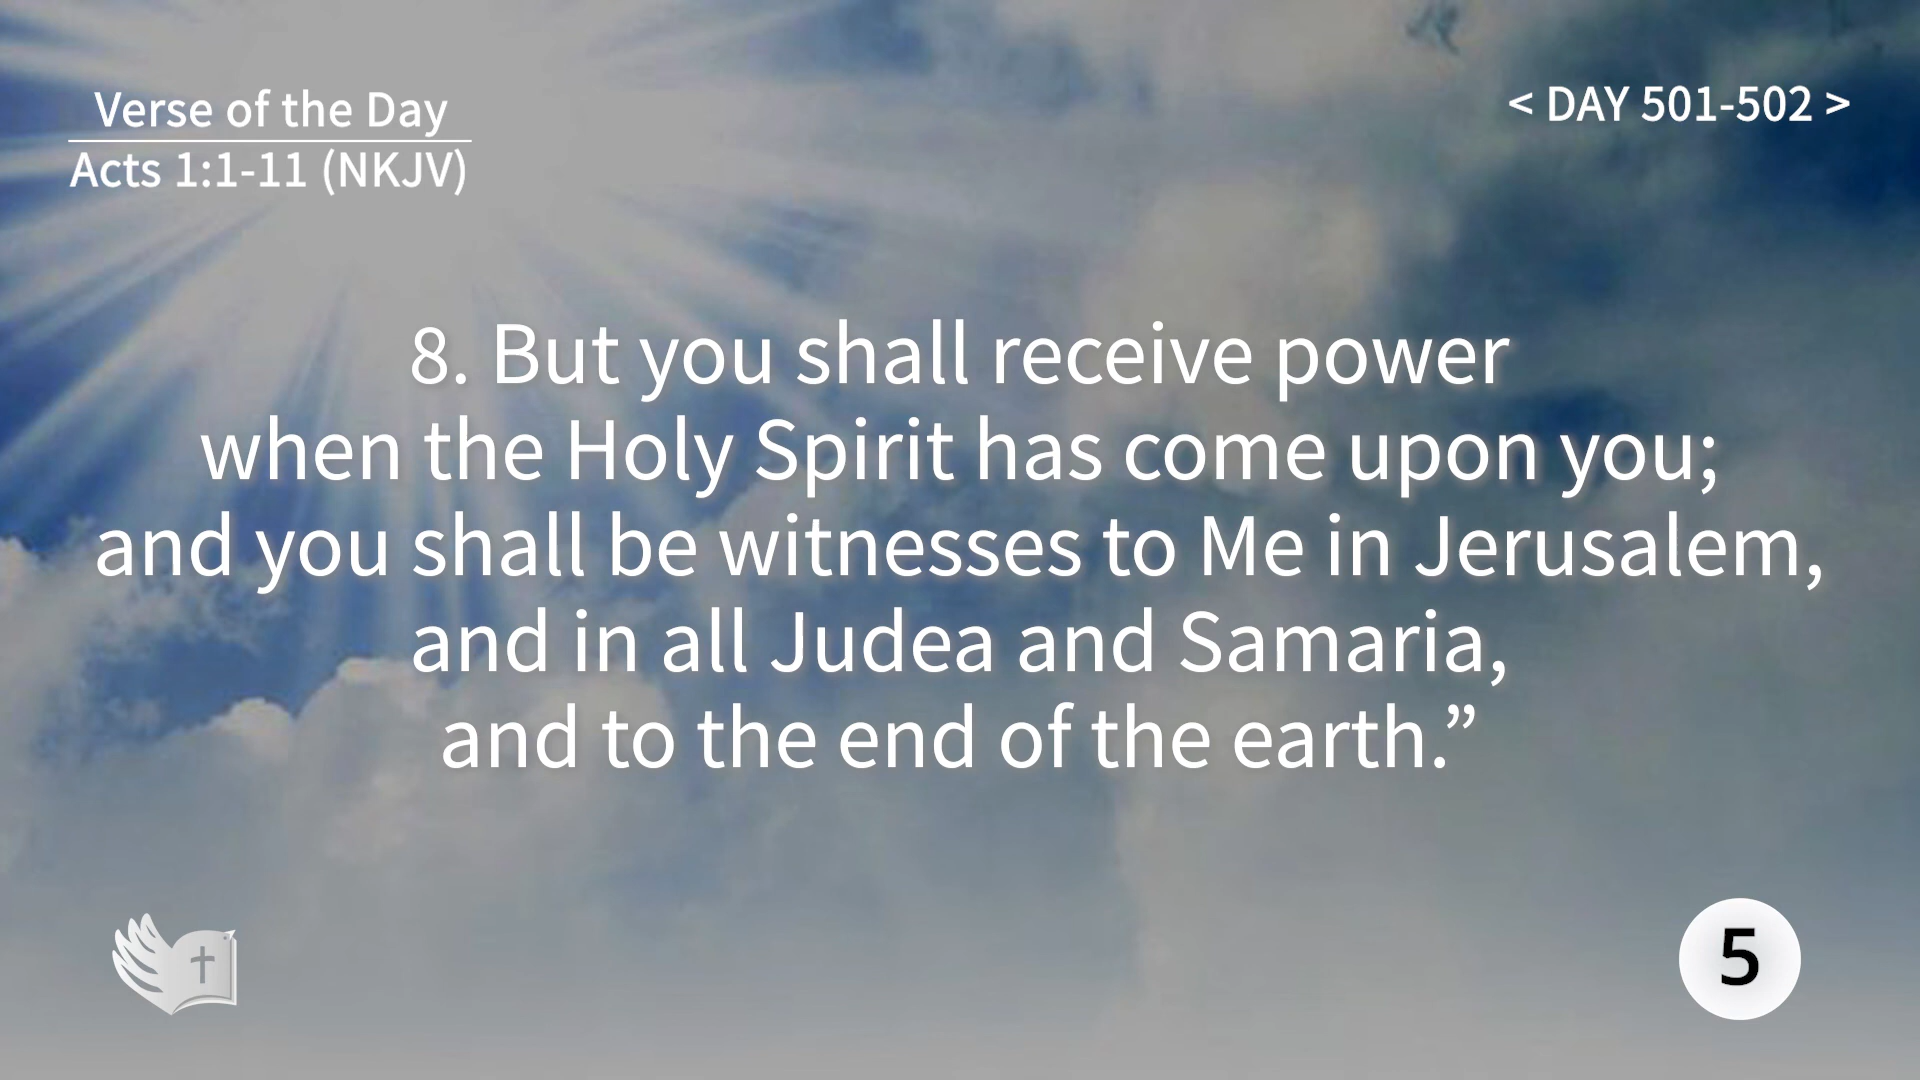 Verse of the Day
Acts 1:1-11 (NKJV)
< DAY 501-502 >
8. But you shall receive power
when the Holy Spirit has come upon you;
and you shall be witnesses to Me in Jerusalem,
and in all Judea and Samaria,
and to the end of the earth.”
5